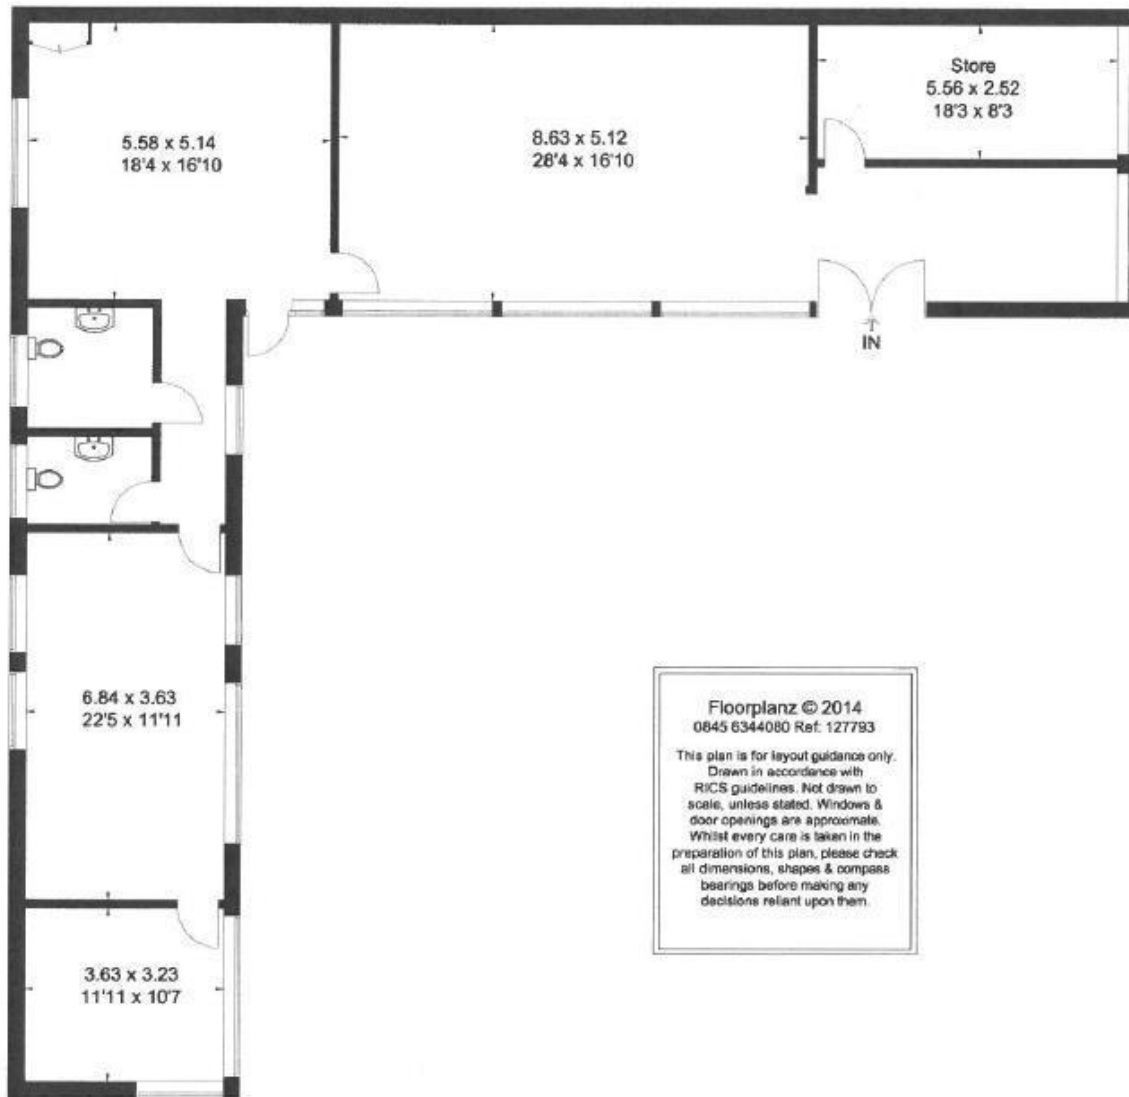 Store
5.56 x 2.52
18'3 x 8'3
5.58 x 5.14
18'4 x 16'10
8.63 x 5.12
28'4 x 16'10
IN
6.84 x 3.63
22'5 x 11'11
3.63 x 3.23
11'11 x 10'7
Floorplanz © 2014
0845 6344080 Ref: 127793
This plan is for layout guidance only.
Drawn in accordance with
RICS guidelines. Not drawn to
scale, unless stated. Windows &
door openings are approximate.
Whilst every care is taken in the
preparation of this plan, please check
all dimensions, shapes & compass
bearings before making any
decisions reliant upon them.